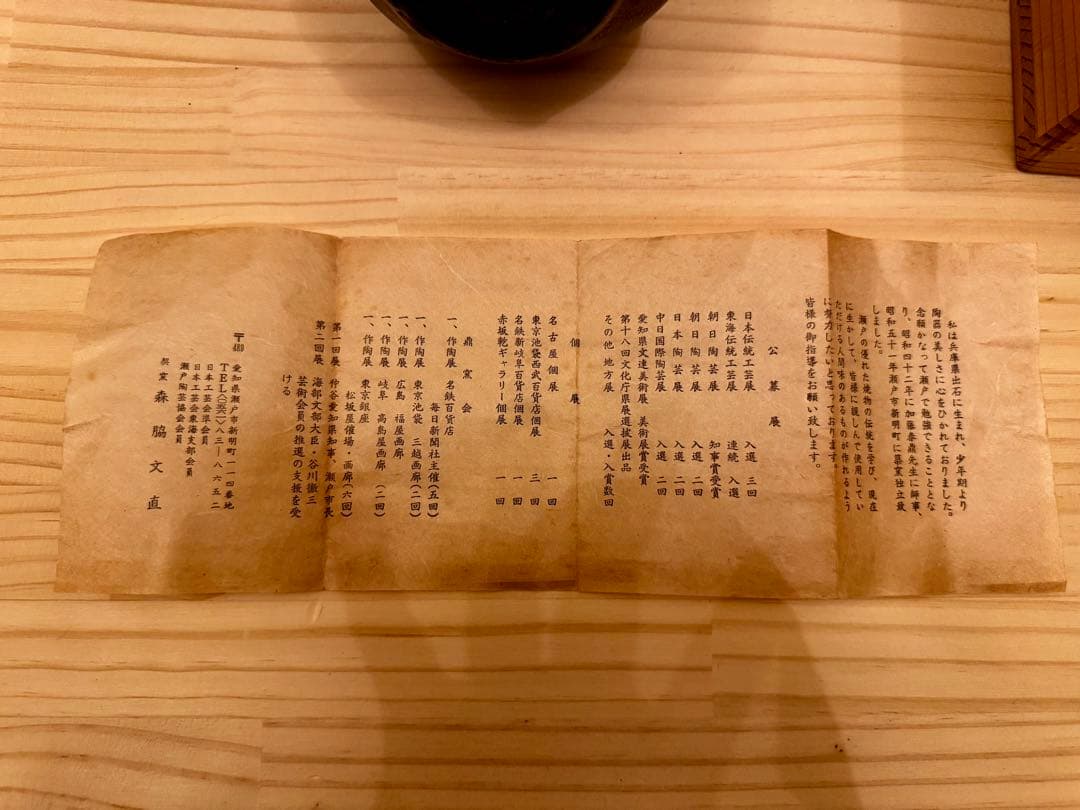 私は兵庫県出石に生まれ、少年期より
陶器の美しさに心をひかれておりました。
念願かなって瀬戸で勉強できることとな
り、昭和四十二年に加藤春鼎先生に師事、
昭和五十一年瀬戸市新明町に築窯独立致
しました。
瀬戸の優れた焼物の伝統を学び、現在
に生かして、皆様に親しんで使用してい
ただける人間味のあるものが作れるよう
に努力したいと思っております。
皆様の御指導をお願い致します。
公募展
日本伝統工芸展 入選 三回
東海伝統工芸展 連続 入選
朝日陶芸展 知事賞受賞
朝日陶芸展 入選 二回
日本陶芸展 入選 二回
中日国際陶芸展 入選 二回
愛知県文連美術展 美術展賞受賞
第十八回文化庁県展選抜展出品
その他 地方展 入選・入賞数回
個展
名古屋個展 一回
東京池袋西武百貨店個展 三回
名鉄新岐阜百貨店個展 一回
赤坂乾ギャラリー個展 一回
鼎窯会
一、作陶展 名鉄百貨店
毎日新聞社主催(五回)
一、作陶展 東京池袋 三越画廊(二回)
一、作陶展 広島 福屋画廊
一、作陶展 岐阜 高島屋画廊(二回)
一、作陶展 東京銀座
松坂屋催場・画廊(六回)
第一回展 仲谷愛知県知事、瀬戸市長
第二回展 海部文部大臣・谷川徹三
芸術会員の推選の支援を受
ける
〒489 愛知県瀬戸市新明町一一四番地
TEL(〇五六一)八三―八六五二
日本工芸会準会員
日本工芸会東海支部会員
瀬戸陶芸協会会員
窯 森脇文直